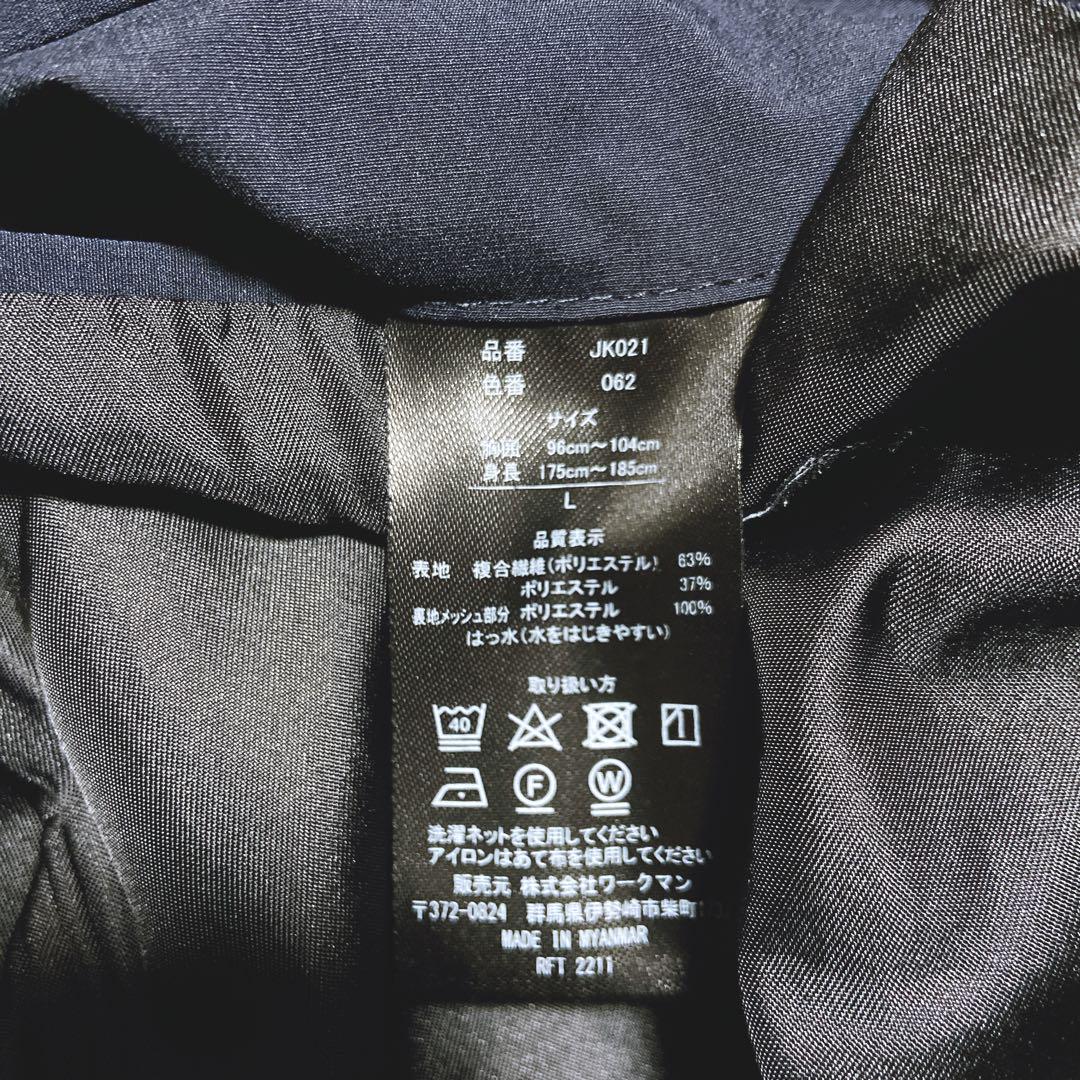 品番 JK021
色番 062
サイズ
胸囲 96cm～104cm
身長 175cm～185cm
L
品質表示
表地 複合繊維(ポリエステル) 63%
ポリエステル 37%
裏地メッシュ部分 ポリエステル 100%
はっ水(水をはじきやすい)
取り扱い方
40
F W
洗濯ネットを使用してください
アイロンはあて布を使用してください
販売元 株式会社ワークマン
〒372-0824 群馬県伊勢崎市柴町
MADE IN MYANMAR
RFT 2211